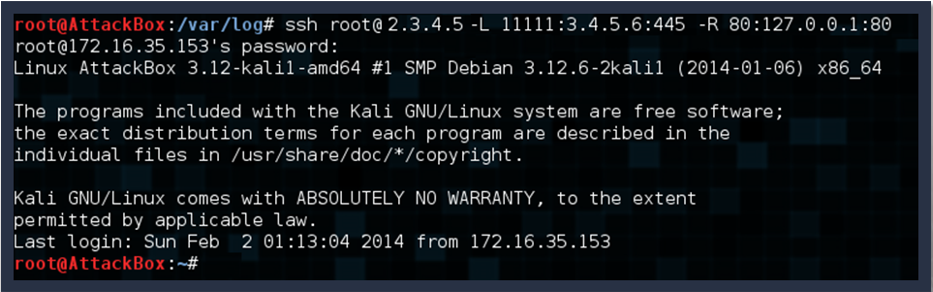 root@AttackBox:/var/log# ssh root@2.3.4.5 -L 11111:3.4.5.6:445 -R 80:127.0.0.1:80
root@172.16.35.153's password:
Linux AttackBox 3.12-kali1-amd64 #1 SMP Debian 3.12.6-2kali1 (2014-01-06) x86_64
The programs included with the Kali GNU/Linux system are free software;
the exact distribution terms for each program are described in the
individual files in /usr/share/doc/*/copyright.
Kali GNU/Linux comes with ABSOLUTELY NO WARRANTY, to the extent
permitted by applicable law.
Last login: Sun Feb  2 01:13:04 2014 from 172.16.35.153
root@AttackBox:~#